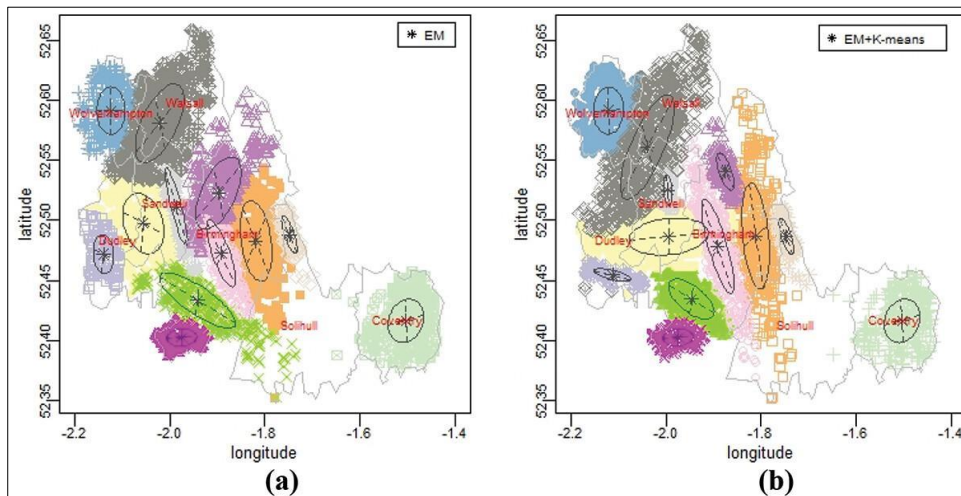 EM
EM+K-means
52.65
52.60
52.55
52.50
52.45
52.40
52.35
latitude
Wolverhampton
Walsall
Sandwell
Dudley
Birmingham
Solihull
Coventry
-2.2 -2.0 -1.8 -1.6 -1.4
longitude
(a)
52.65
52.60
52.55
52.50
52.45
52.40
52.35
latitude
Wolverhampton
Walsall
Sandwell
Dudley
Birmingham
Solihull
Coventry
-2.2 -2.0 -1.8 -1.6 -1.4
longitude
(b)